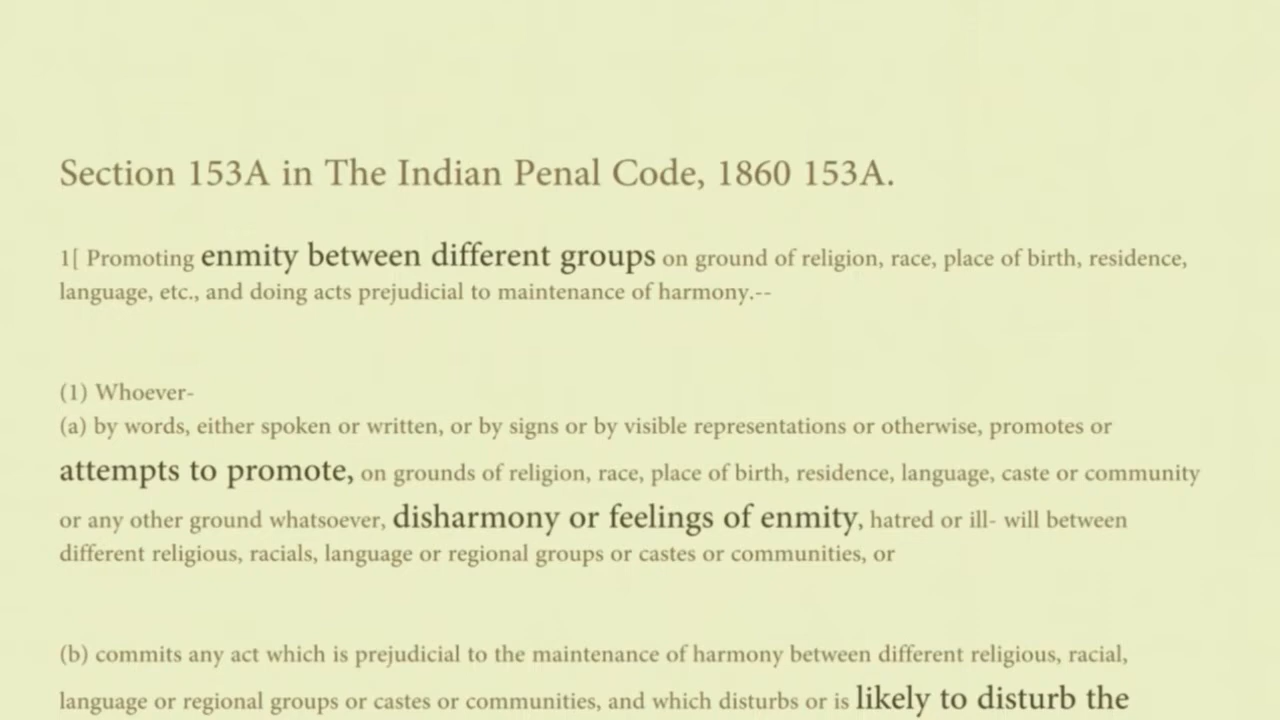 Section 153A in The Indian Penal Code, 1860 153A.
1[ Promoting enmity between different groups on ground of religion, race, place of birth, residence,
language, etc., and doing acts prejudicial to maintenance of harmony.--
(1) Whoever-
(a) by words, either spoken or written, or by signs or by visible representations or otherwise, promotes or
attempts to promote, on grounds of religion, race, place of birth, residence, language, caste or community
or any other ground whatsoever, disharmony or feelings of enmity, hatred or ill- will between
different religious, racials, language or regional groups or castes or communities, or
(b) commits any act which is prejudicial to the maintenance of harmony between different religious, racial,
language or regional groups or castes or communities, and which disturbs or is likely to disturb the